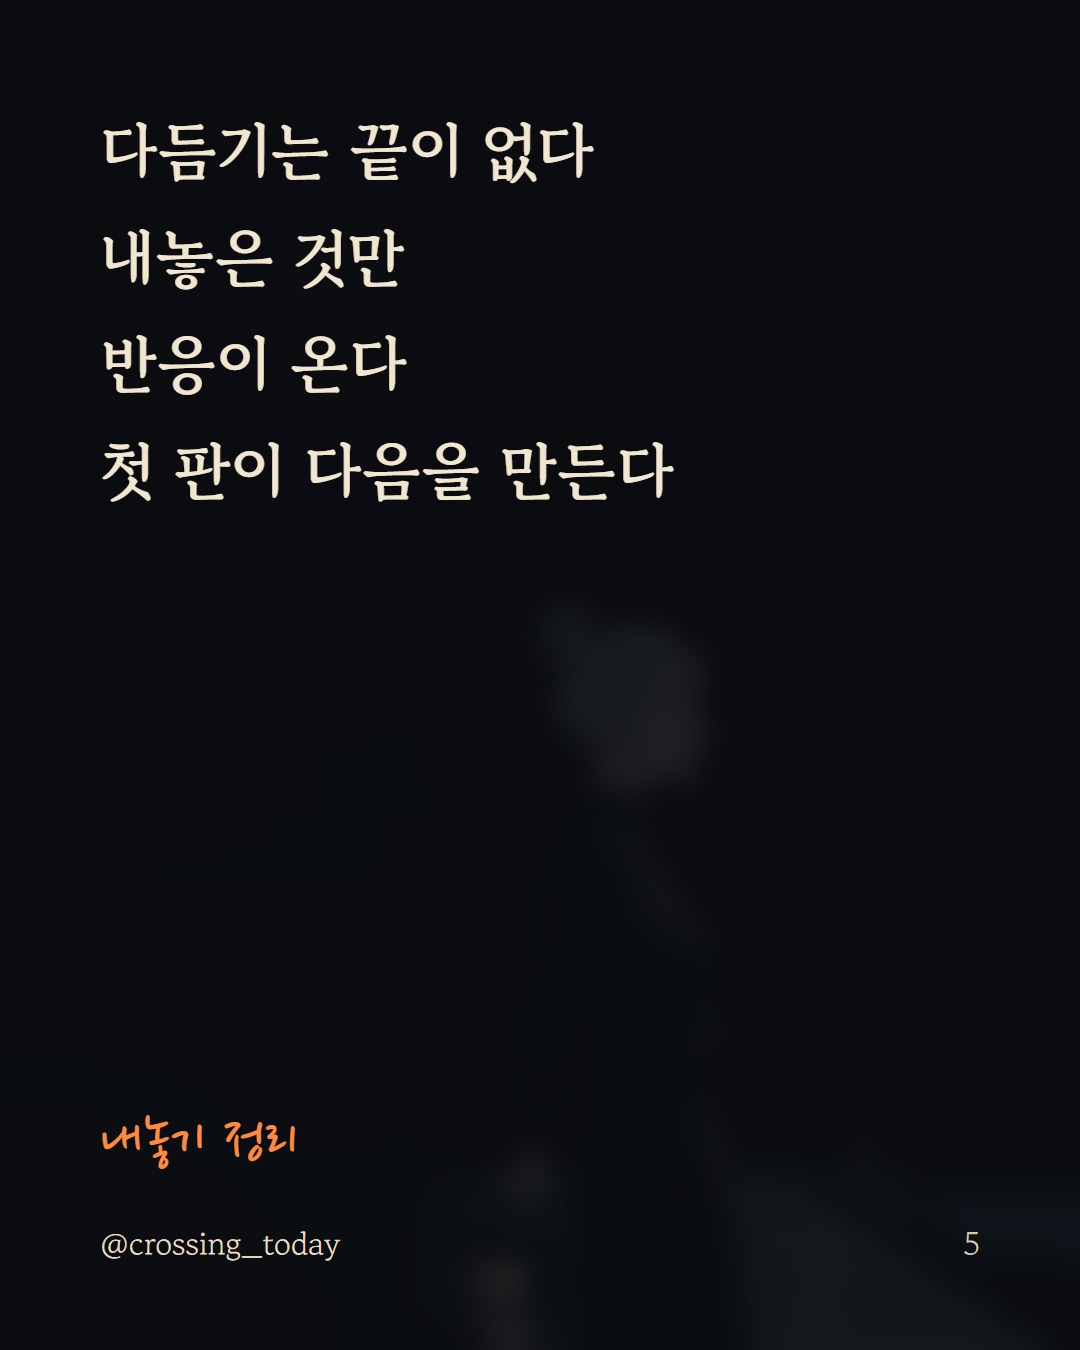 다듬기는 끝이 없다
내놓은 것만
반응이 온다
첫 판이 다음을 만든다
내놓기 정리
@crossing_today
5